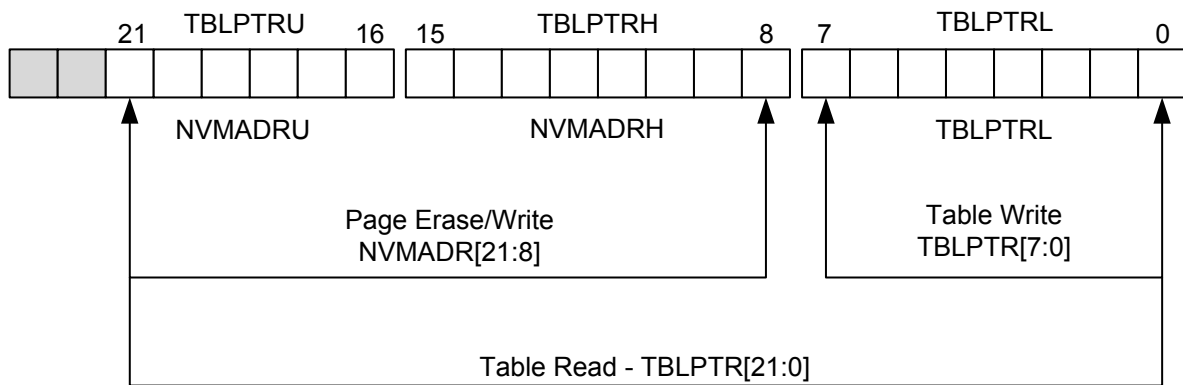 21 TBLPTRU 16 15 TBLPTRH 8 7 TBLPTRL 0
NVMADRU NVMADRH TBLPTRL
Page Erase/Write
NVMADR[21:8]
Table Write
TBLPTR[7:0]
Table Read - TBLPTR[21:0]